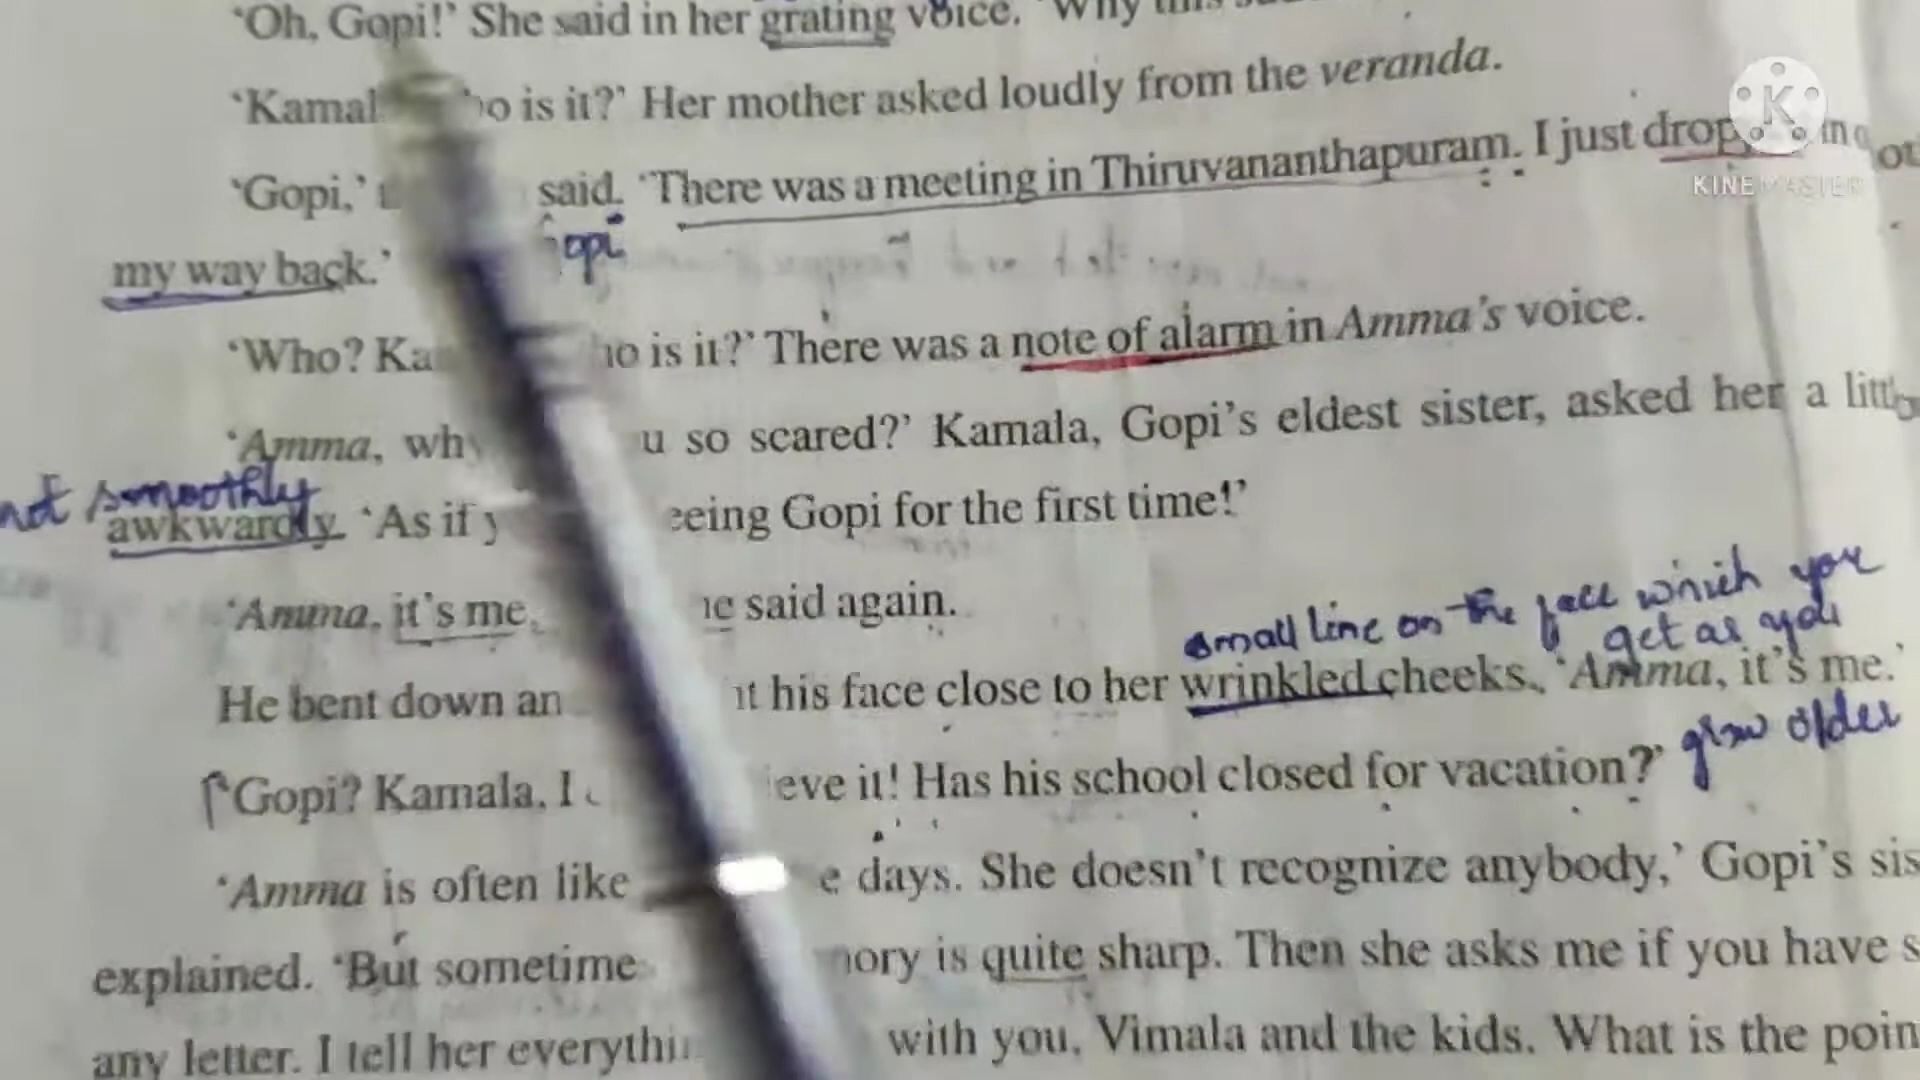 'Oh, Gopi!' She said in her grating voice. 'Why this
'Kamal o is it?' Her mother asked loudly from the veranda.
K
'Gopi,' said. 'There was a meeting in Thiruvananthapuram. I just drop in
KINEMASTER
my way back.' opi
'Who? Ka o is it?' There was a note of alarm in Amma's voice.
'Amma, why u so scared?' Kamala, Gopi's eldest sister, asked her a little
not smoothly
awkwardly. 'As if y eeing Gopi for the first time!'
'Amma, it's me, said again.
small line on the face which you
get as you
He bent down an his face close to her wrinkled cheeks. 'Amma, it's me.'
grow older
'Gopi? Kamala, I ieve it! Has his school closed for vacation?'
'Amma is often like e days. She doesn't recognize anybody,' Gopi's sis
explained. 'But sometime ory is quite sharp. Then she asks me if you have s
any letter. I tell her everythi with you, Vimala and the kids. What is the poin